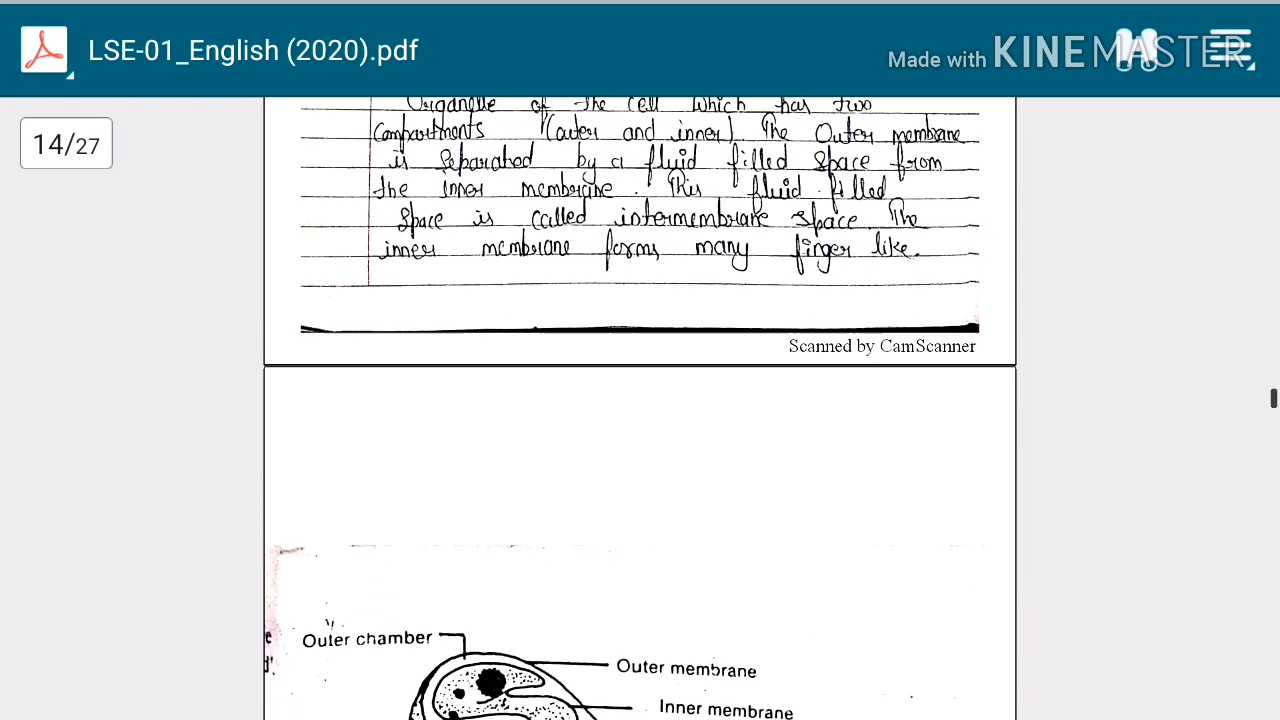 LSE-01_English (2020).pdf
Made with KINEMASTER
14/27
Organelle of the cell which has two
Compartments (outer and inner). The Outer membrane
is separated by a fluid filled space from
the inner membrane. This fluid filled
Space is called intermembrane space. The
inner membrane forms many finger like.
Scanned by CamScanner
e
d".
Outer chamber
Outer membrane
Inner membrane